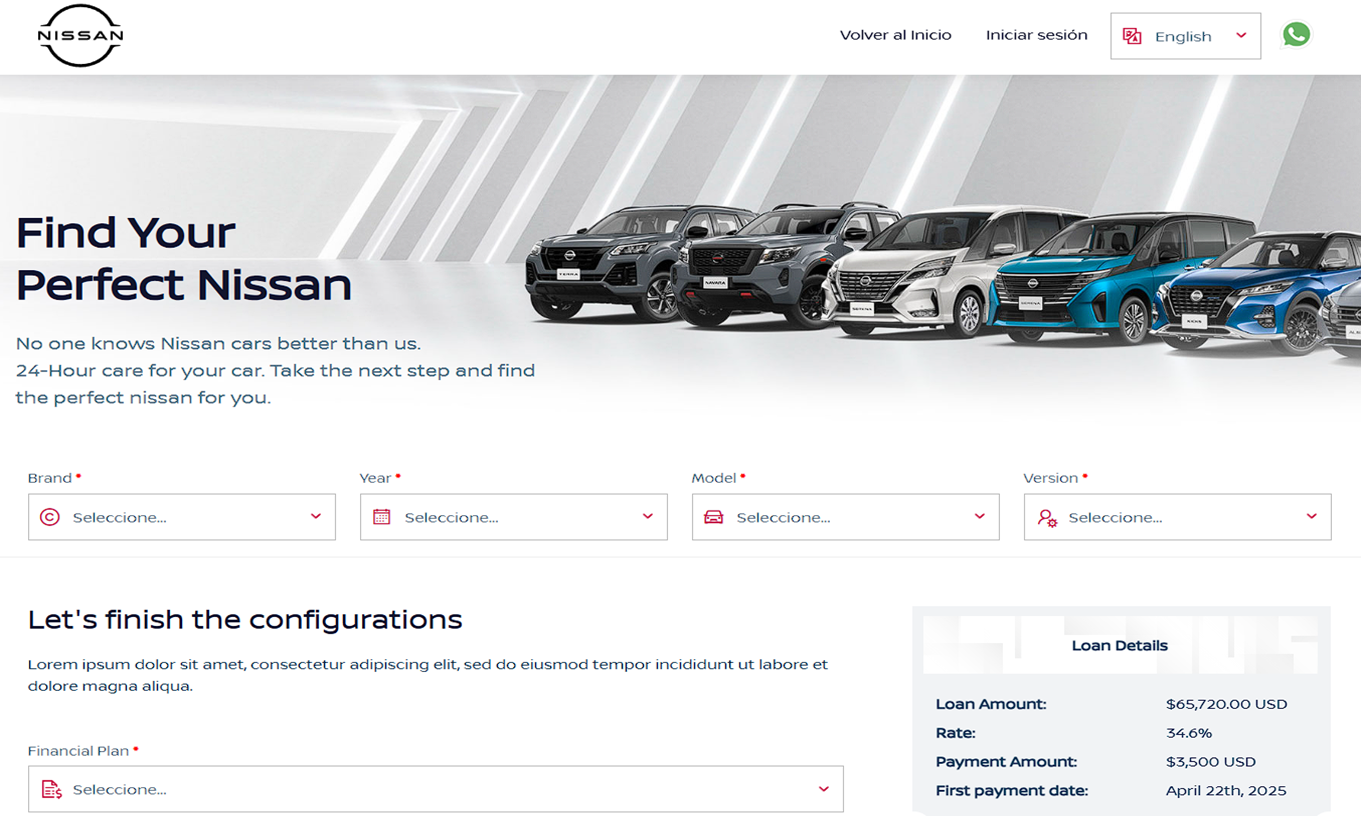 NISSAN
Volver al Inicio
Iniciar sesión
English
Find Your
Perfect Nissan
TERRA
NAVARA
SERENA
KICKS
No one knows Nissan cars better than us.
24-Hour care for your car. Take the next step and find
the perfect nissan for you.
Brand *
Year *
Model *
Version *
Seleccione...
Seleccione...
Seleccione...
Seleccione...
Let's finish the configurations
Lorem ipsum dolor sit amet, consectetur adipiscing elit, sed do eiusmod tempor incididunt ut labore et
dolore magna aliqua.
Financial Plan *
Seleccione...
Loan Details
Loan Amount: $65,720.00 USD
Rate: 34.6%
Payment Amount: $3,500 USD
First payment date: April 22th, 2025